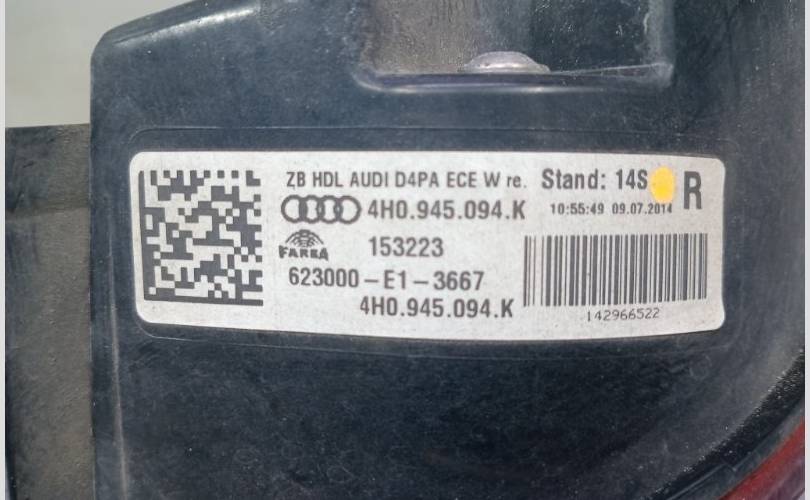 ZB HDL AUDI D4PA ECE W re. Stand: 14S R
4H0.945.094.K 10:55:49 09.07.2014
FARBA 153223
623000-E1-3667
4H0.945.094.K 142966522